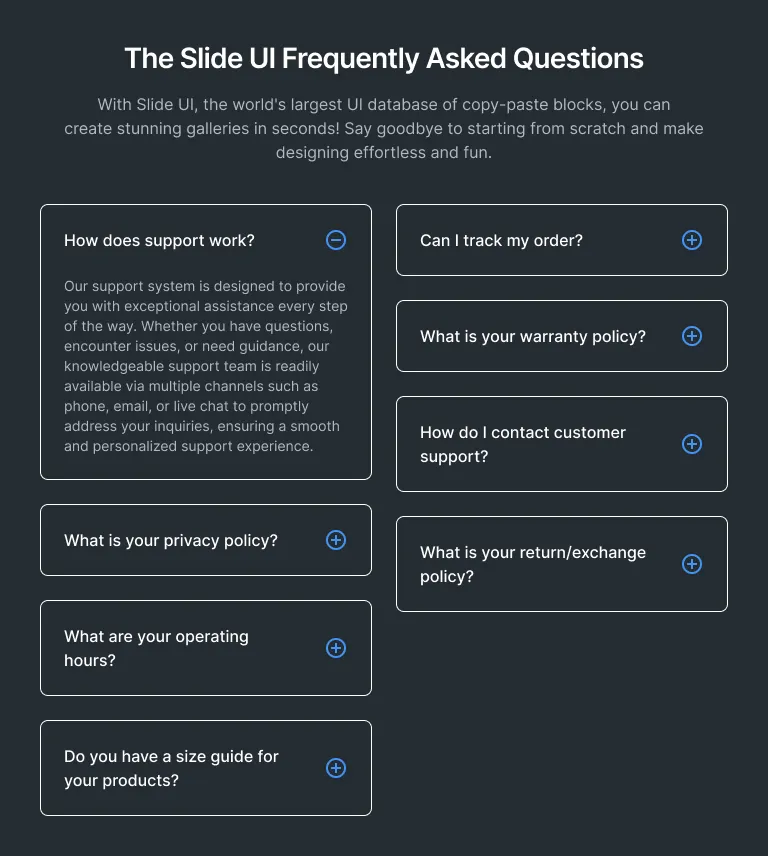 The Slide UI Frequently Asked Questions
With Slide UI, the world's largest UI database of copy-paste blocks, you can
create stunning galleries in seconds! Say goodbye to starting from scratch and make
designing effortless and fun.
How does support work?
Our support system is designed to provide
you with exceptional assistance every step
of the way. Whether you have questions,
encounter issues, or need guidance, our
knowledgeable support team is readily
available via multiple channels such as
phone, email, or live chat to promptly
address your inquiries, ensuring a smooth
and personalized support experience.
What is your privacy policy?
What are your operating
hours?
Do you have a size guide for
your products?
Can I track my order?
What is your warranty policy?
How do I contact customer
support?
What is your return/exchange
policy?